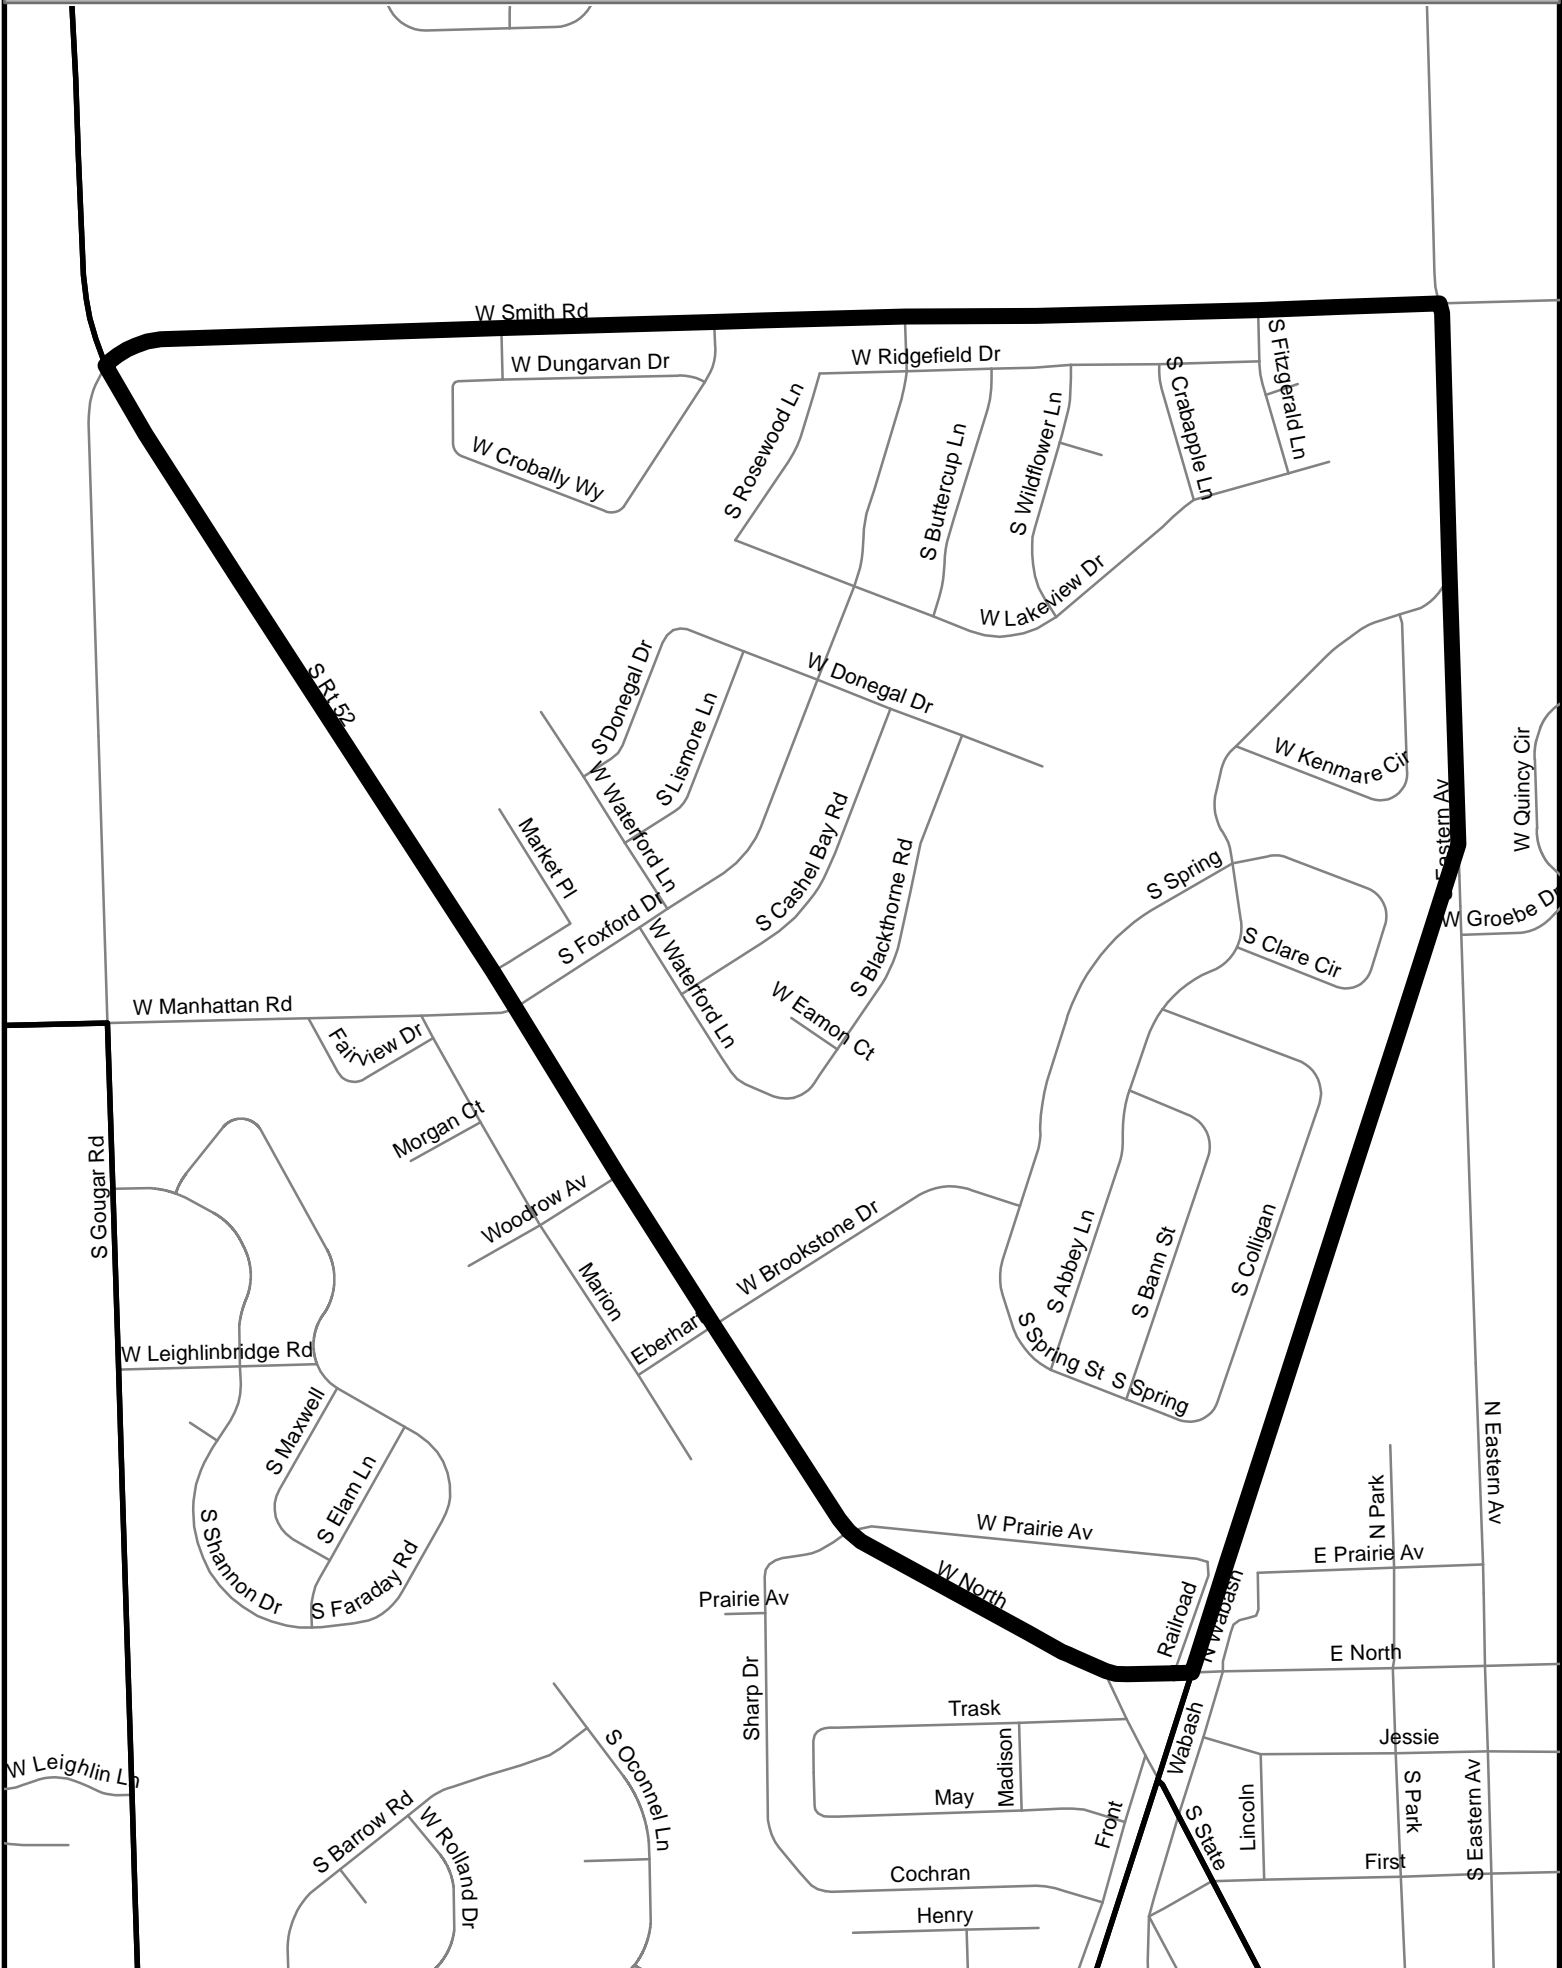 W Smith Rd
S Fitzgerald Ln
W Dungarvan Dr
W Ridgefield Dr
S Crabapple Ln
S Rosewood Ln
S Wildflower Ln
S Buttercup Ln
W Crobally Wy
W Lakeview Dr
S Donegal Dr
W Donegal Dr
S Rt 52
S Lismore Ln
W Kenmare Cir
W Quincy Cir
S Eastern Av
W Waterford Ln
S Cashel Bay Rd
Market Pl
S Blackthorne Rd
S Spring
W Groebe Dr
S Foxford Dr
W Waterford Ln
S Clare Cir
W Eamon Ct
W Manhattan Rd
Fairview Dr
Morgan Ct
S Gougar Rd
Woodrow Av
W Brookstone Dr
S Abbey Ln
S Bann St
S Colligan
Marion
Eberhart
S Spring St
S Spring
W Leighlinbridge Rd
S Maxwell
S Elam Ln
N Eastern Av
N Park
S Shannon Dr
S Faraday Rd
W Prairie Av
E Prairie Av
W North
Prairie Av
Railroad
N Wabash
E North
Sharp Dr
Trask
Madison
Wabash
Jessie
W Leighlin Ln
S Oconnel Ln
May
Front
S State
Lincoln
S Park
S Eastern Av
S Barrow Rd
W Rolland Dr
Cochran
First
Henry